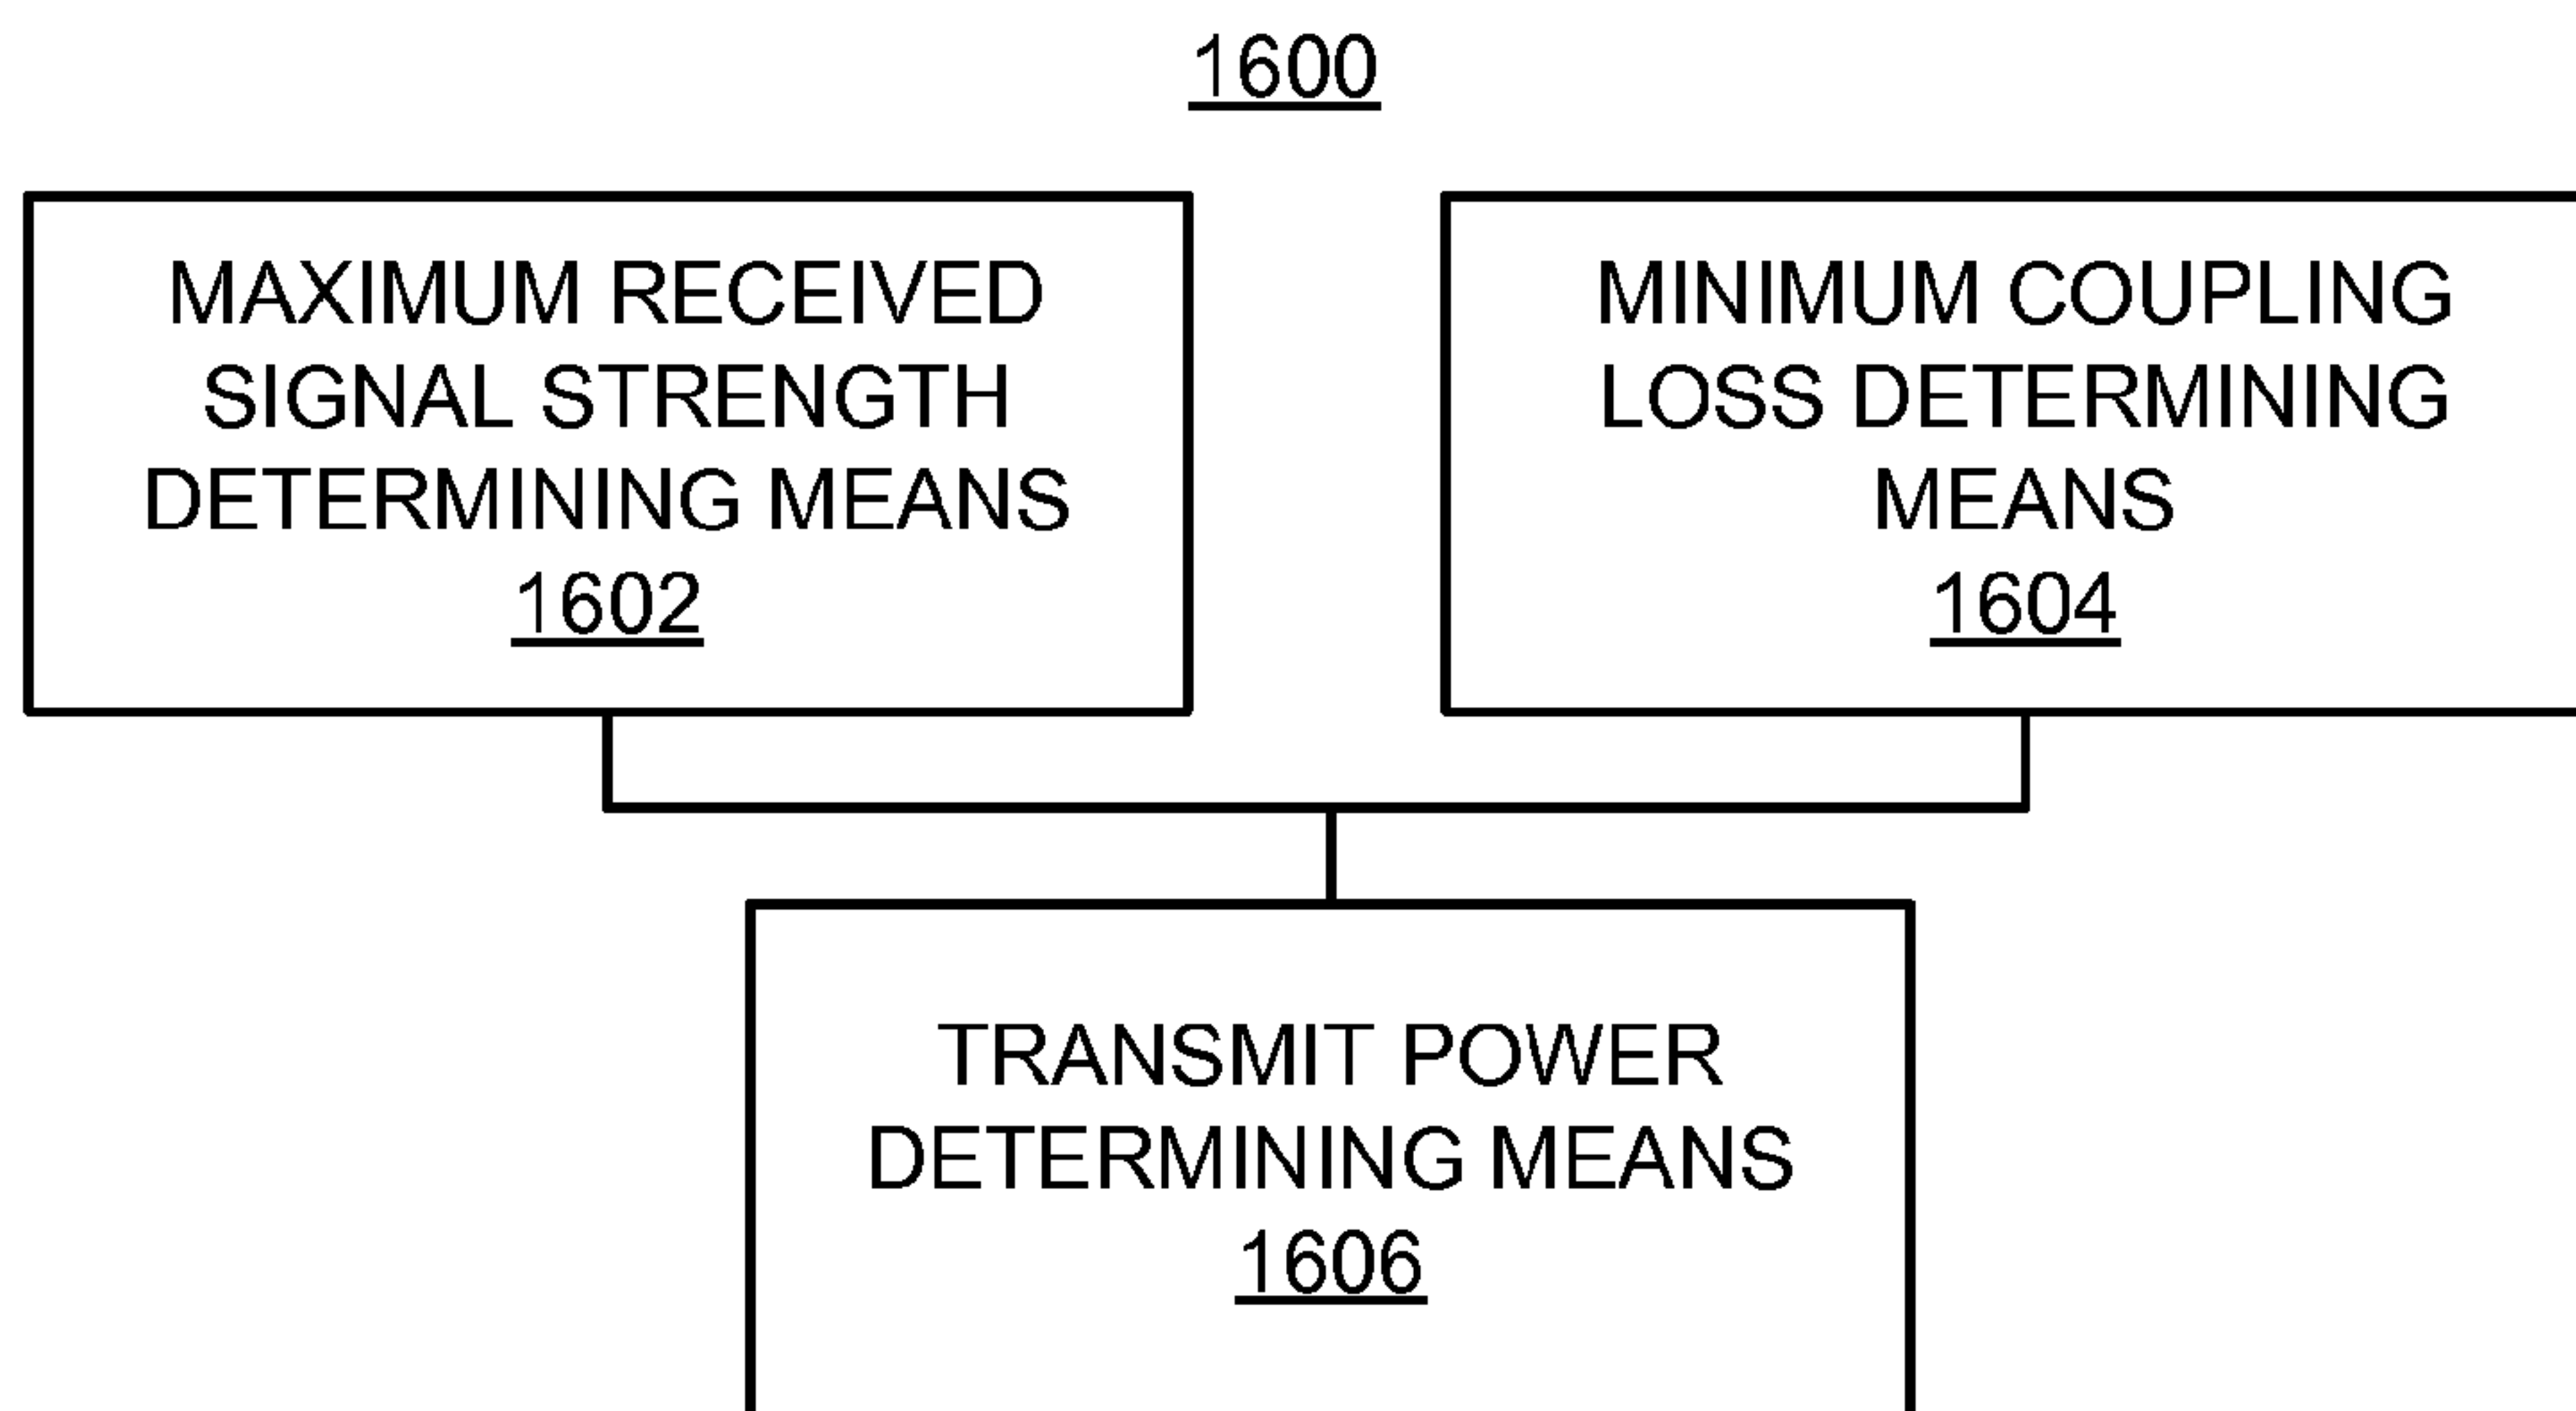 1600
MAXIMUM RECEIVED
SIGNAL STRENGTH
DETERMINING MEANS
1602
MINIMUM COUPLING
LOSS DETERMINING
MEANS
1604
TRANSMIT POWER
DETERMINING MEANS
1606